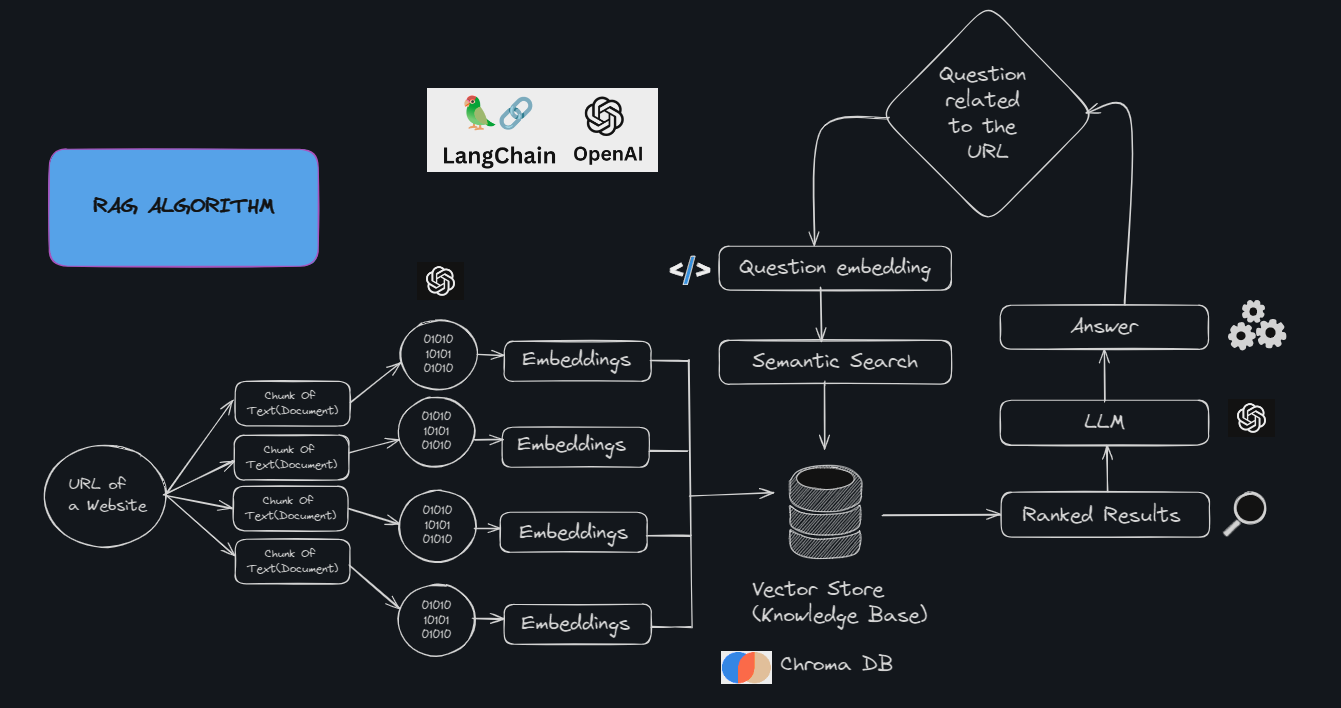 RAG ALGORITHM
LangChain
OpenAI
Question
related
to the
URL
</>
Question embedding
Semantic Search
Answer
LLM
Ranked Results
URL of
a Website
Chunk Of
Text(Document)
Chunk Of
Text(Document)
Chunk Of
Text(Document)
Chunk Of
Text(Document)
01010
10101
01010
Embeddings
01010
10101
01010
Embeddings
01010
10101
01010
Embeddings
01010
10101
01010
Embeddings
Vector Store
(Knowledge Base)
Chroma DB